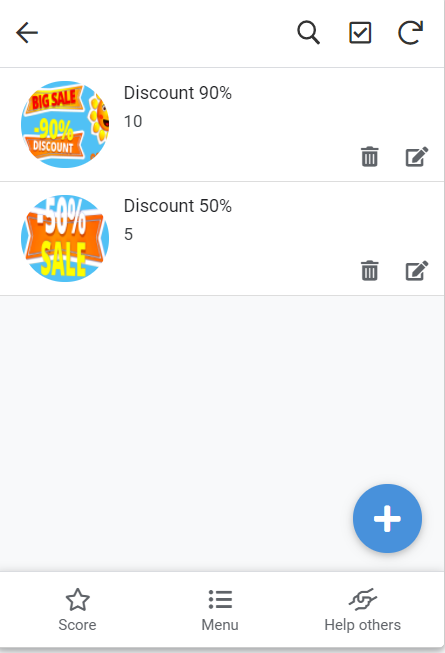 BIG SALE
-90%
DISCOUNT
Discount 90%
10
-50%
SALE
Discount 50%
5
Score
Menu
Help others